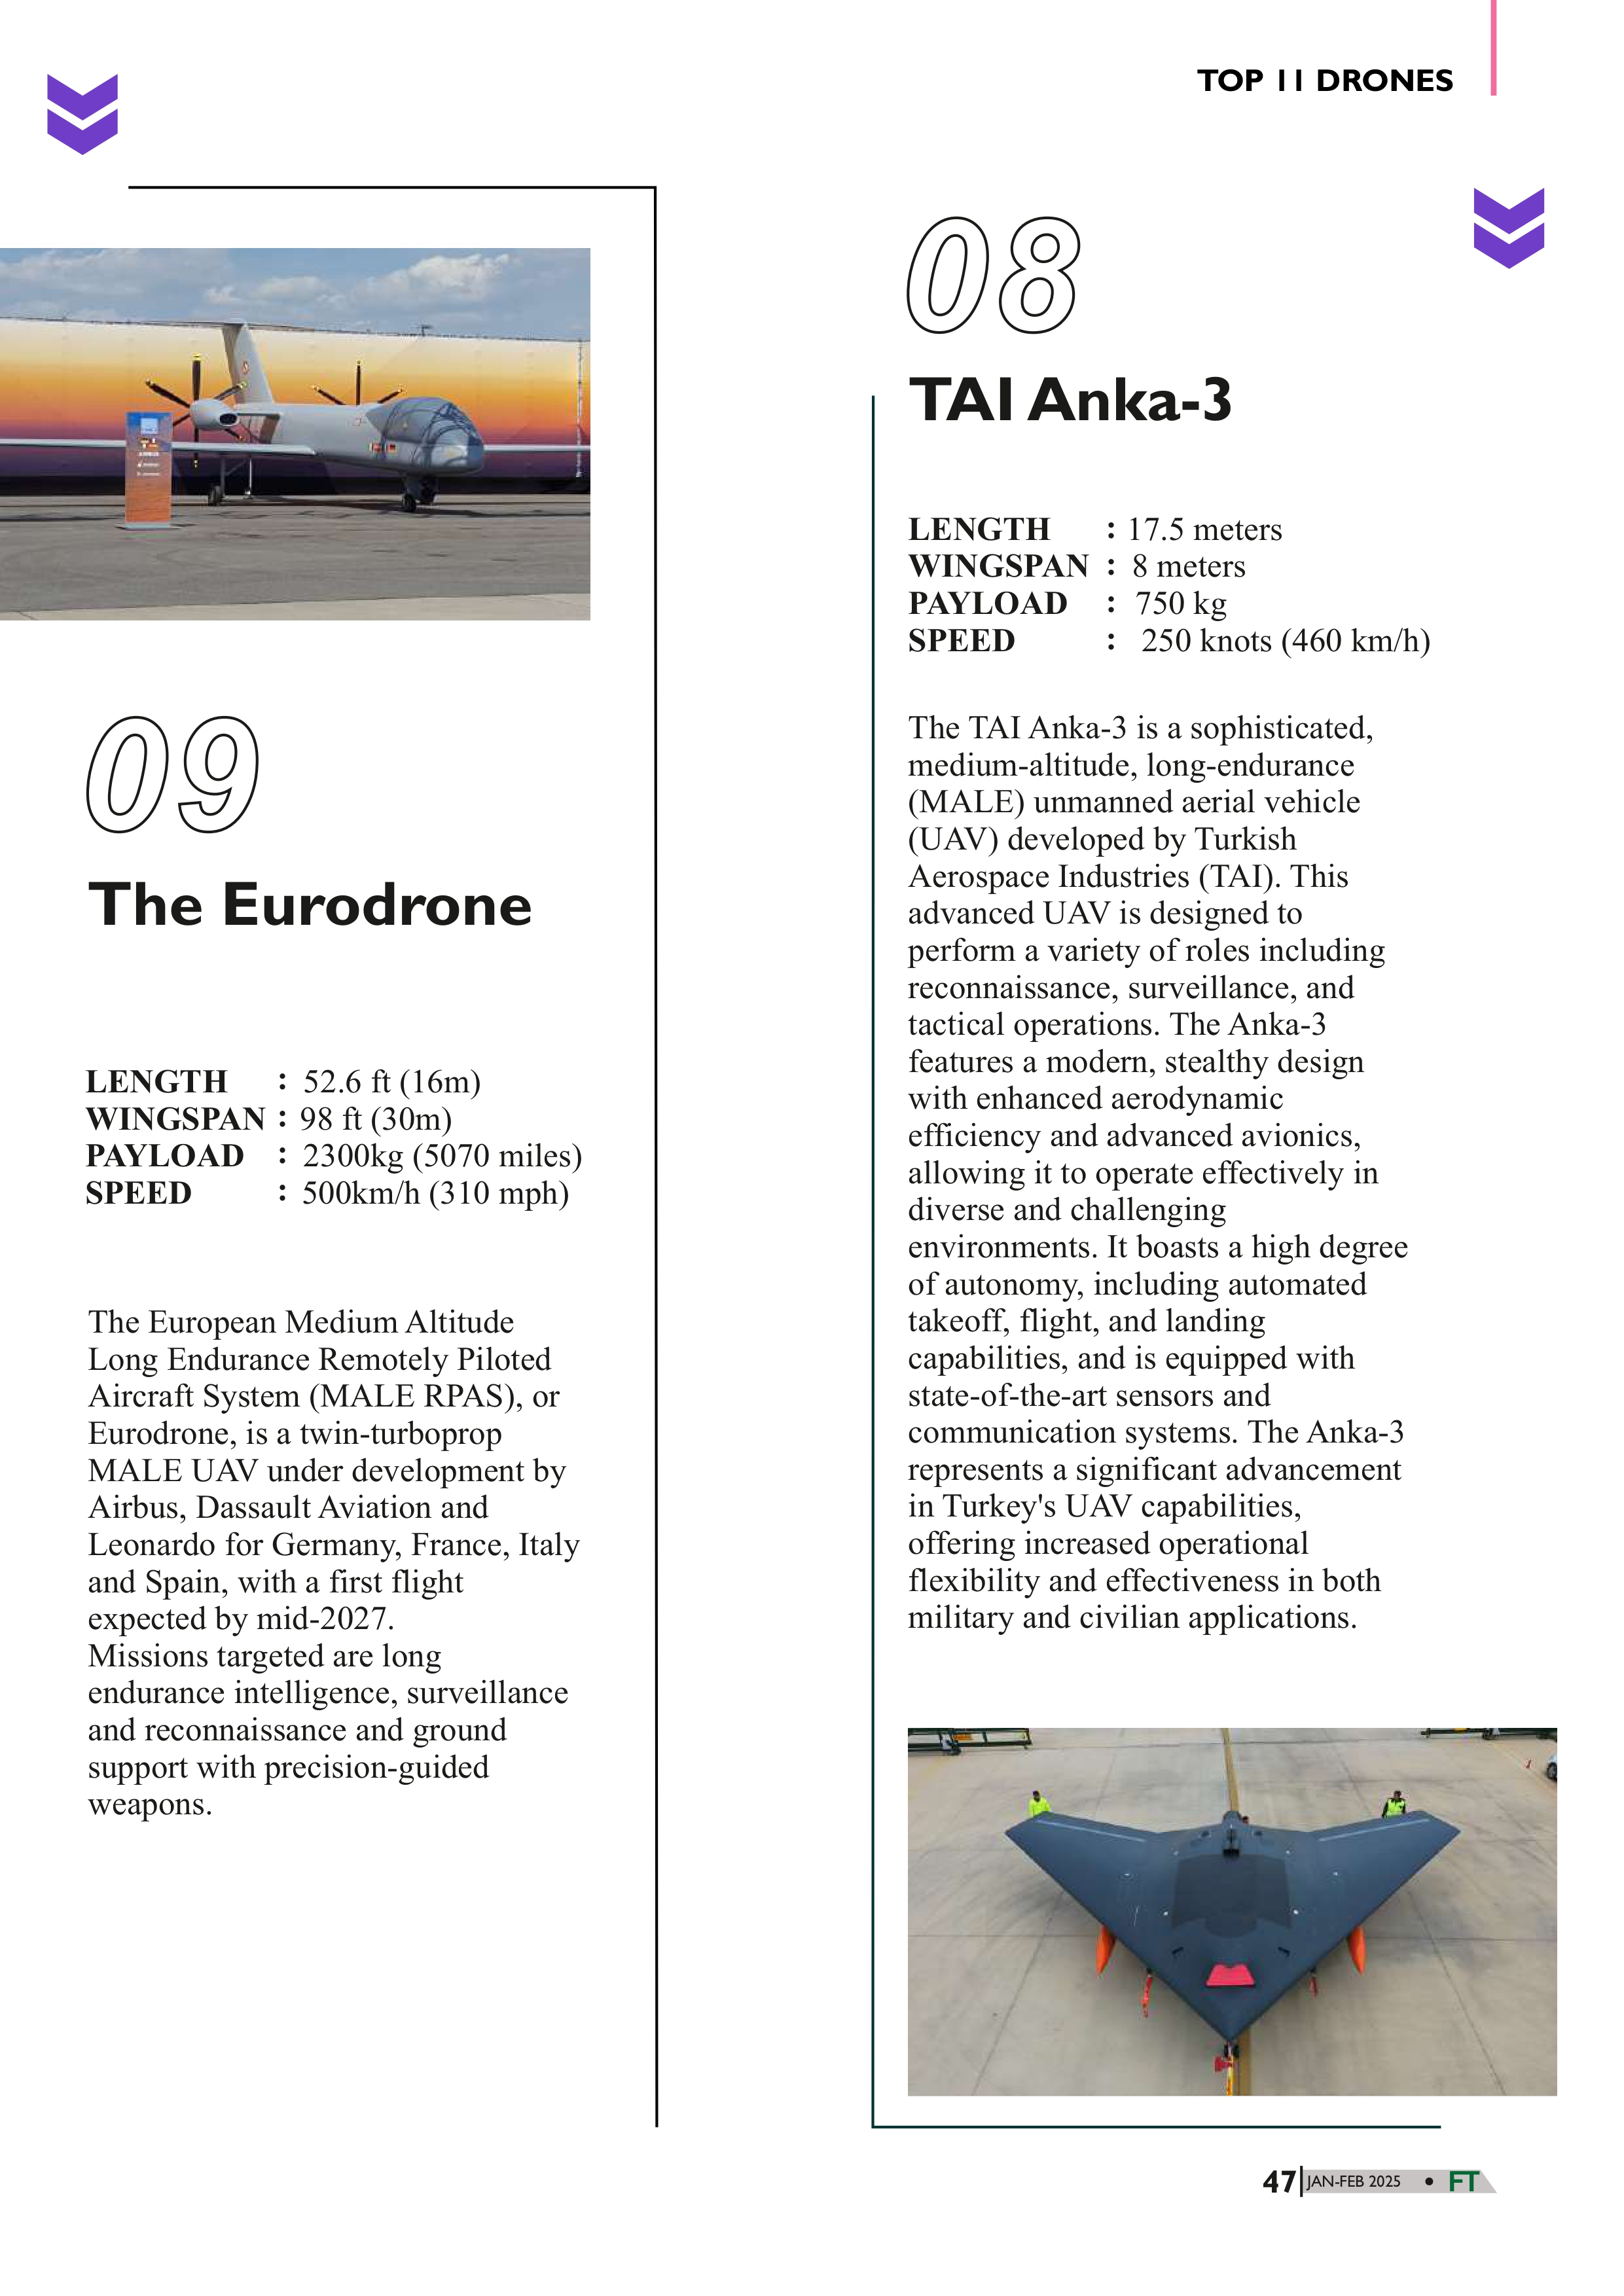 TOP 11 DRONES
09
The Eurodrone
LENGTH : 52.6 ft (16m)
WINGSPAN : 98 ft (30m)
PAYLOAD : 2300kg (5070 miles)
SPEED : 500km/h (310 mph)
The European Medium Altitude
Long Endurance Remotely Piloted
Aircraft System (MALE RPAS), or
Eurodrone, is a twin-turboprop
MALE UAV under development by
Airbus, Dassault Aviation and
Leonardo for Germany, France, Italy
and Spain, with a first flight
expected by mid-2027.
Missions targeted are long
endurance intelligence, surveillance
and reconnaissance and ground
support with precision-guided
weapons.
08
TAI Anka-3
LENGTH : 17.5 meters
WINGSPAN : 8 meters
PAYLOAD : 750 kg
SPEED : 250 knots (460 km/h)
The TAI Anka-3 is a sophisticated,
medium-altitude, long-endurance
(MALE) unmanned aerial vehicle
(UAV) developed by Turkish
Aerospace Industries (TAI). This
advanced UAV is designed to
perform a variety of roles including
reconnaissance, surveillance, and
tactical operations. The Anka-3
features a modern, stealthy design
with enhanced aerodynamic
efficiency and advanced avionics,
allowing it to operate effectively in
diverse and challenging
environments. It boasts a high degree
of autonomy, including automated
takeoff, flight, and landing
capabilities, and is equipped with
state-of-the-art sensors and
communication systems. The Anka-3
represents a significant advancement
in Turkey's UAV capabilities,
offering increased operational
flexibility and effectiveness in both
military and civilian applications.
47 JAN-FEB 2025 • FT